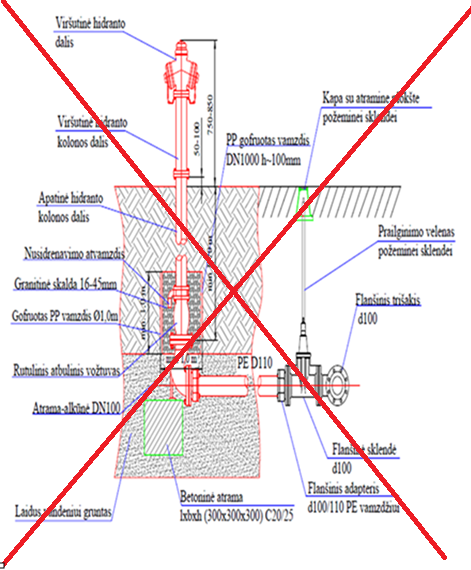 Viršutinė hidranto
dalis
Viršutinė hidranto
kolonos dalis
750-850
50-100
Kapa su atramine plokšte
požeminei sklendei
PP gofruotas vamzdis
DN1000 h~100mm
Apatinė hidranto
kolonos dalis
Prailginimo velenas
požeminei sklendei
Nusidrenavimo atvamzdis
Granitinė skalda 16-45mm
Gofruotas PP vamzdis Ø1,0m
Flanšinis trišakis
d100
Rutulinis atbulinis vožtuvas
PE D110
Atrama-alkūnė DN100
Flanšinė sklendė
d100
Flanšinis adapteris
d100/110 PE vamzdžiui
Betoninė atrama
lxbxh (300x300x300) C20/25
Laidus vandeniui gruntas